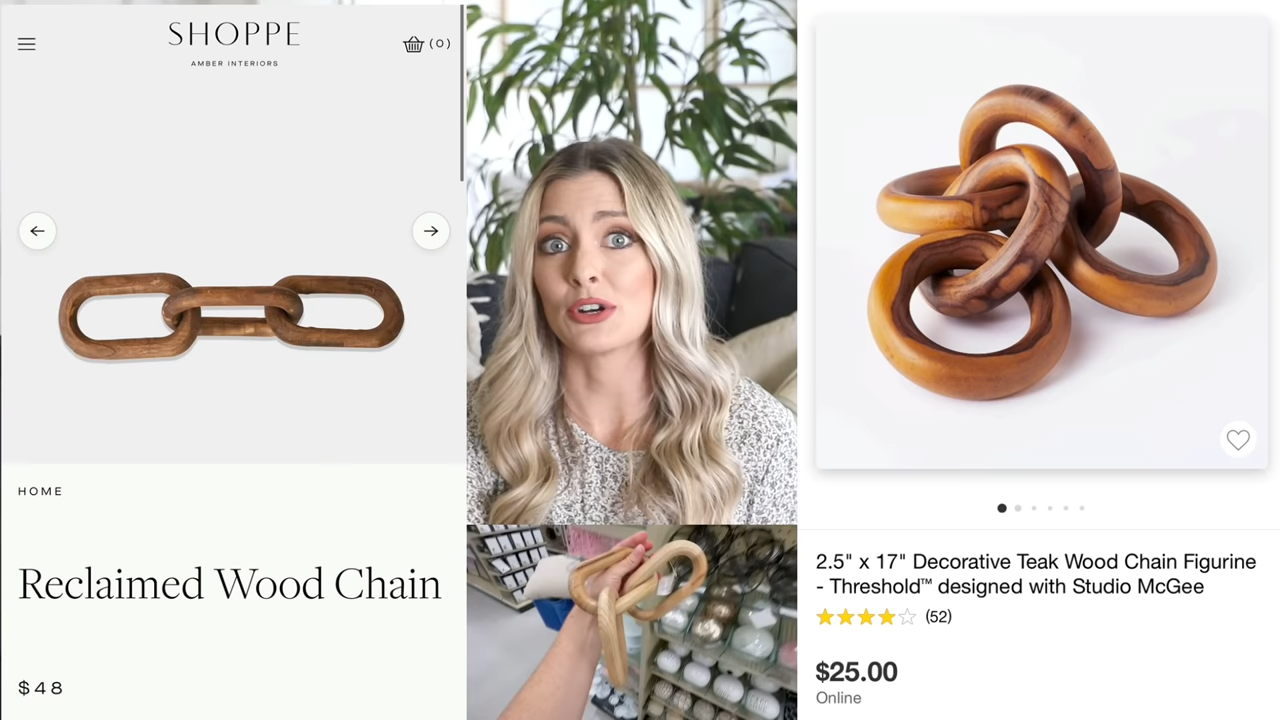 SHOPPE
AMBER INTERIORS
(0)
HOME
Reclaimed Wood Chain
$48
2.5" x 17" Decorative Teak Wood Chain Figurine
- Threshold™ designed with Studio McGee
(52)
$25.00
Online